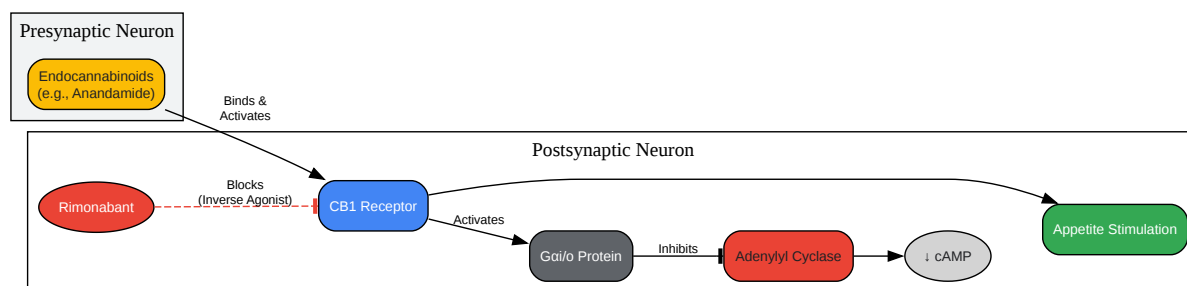 Presynaptic Neuron
Endocannabinoids
(e.g., Anandamide)
Binds &
Activates
Postsynaptic Neuron
Rimonabant
Blocks
(Inverse Agonist)
CB1 Receptor
Activates
Gαi/o Protein
Inhibits
Adenylyl Cyclase
↓ cAMP
Appetite Stimulation